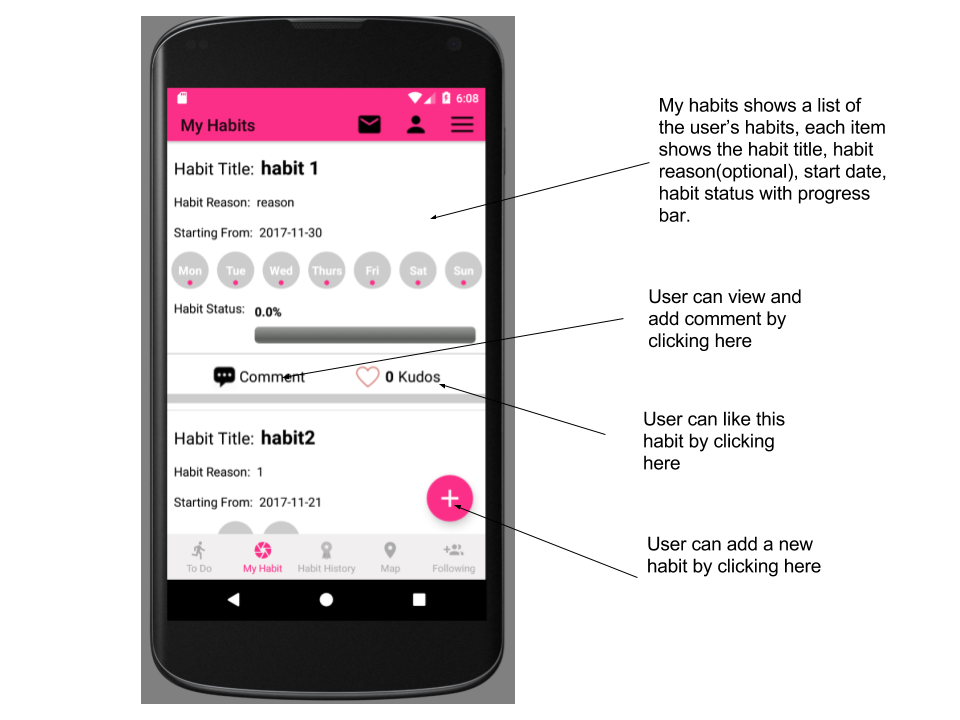 6:08
My Habits
Habit Title: habit 1
Habit Reason: reason
Starting From: 2017-11-30
Mon Tue Wed Thurs Fri Sat Sun
Habit Status: 0.0%
Comment 0 Kudos
Habit Title: habit2
Habit Reason: 1
Starting From: 2017-11-21
To Do My Habit Habit History Map Following
My habits shows a list of
the user’s habits, each item
shows the habit title, habit
reason(optional), start date,
habit status with progress
bar.
User can view and
add comment by
clicking here
User can like this
habit by clicking
here
User can add a new
habit by clicking here